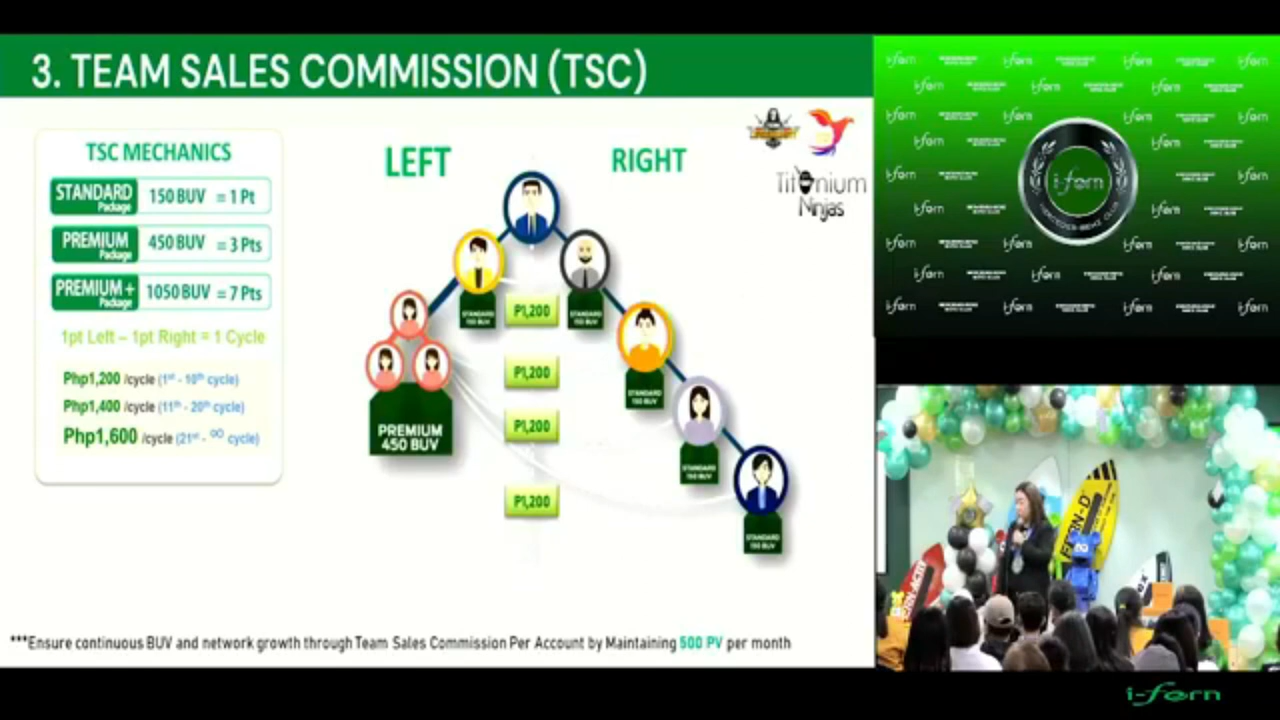 3. TEAM SALES COMMISSION (TSC)
TSC MECHANICS
STANDARD Package 150 BUV = 1 Pt
PREMIUM Package 450 BUV = 3 Pts
PREMIUM + Package 1050 BUV = 7 Pts
1pt Left – 1pt Right = 1 Cycle
Php1,200 /cycle (1st - 10th cycle)
Php1,400 /cycle (11th - 20th cycle)
Php1,600 /cycle (21st - ∞ cycle)
LEFT
RIGHT
Titanium
Ninjas
STANDARD
150 BUV
P1,200
STANDARD
150 BUV
P1,200
STANDARD
150 BUV
PREMIUM
450 BUV
P1,200
STANDARD
150 BUV
P1,200
STANDARD
150 BUV
***Ensure continuous BUV and network growth through Team Sales Commission Per Account by Maintaining 500 PV per month
i-fern
MERCEDES-BENZ CLUB
FERN-D
i-fern